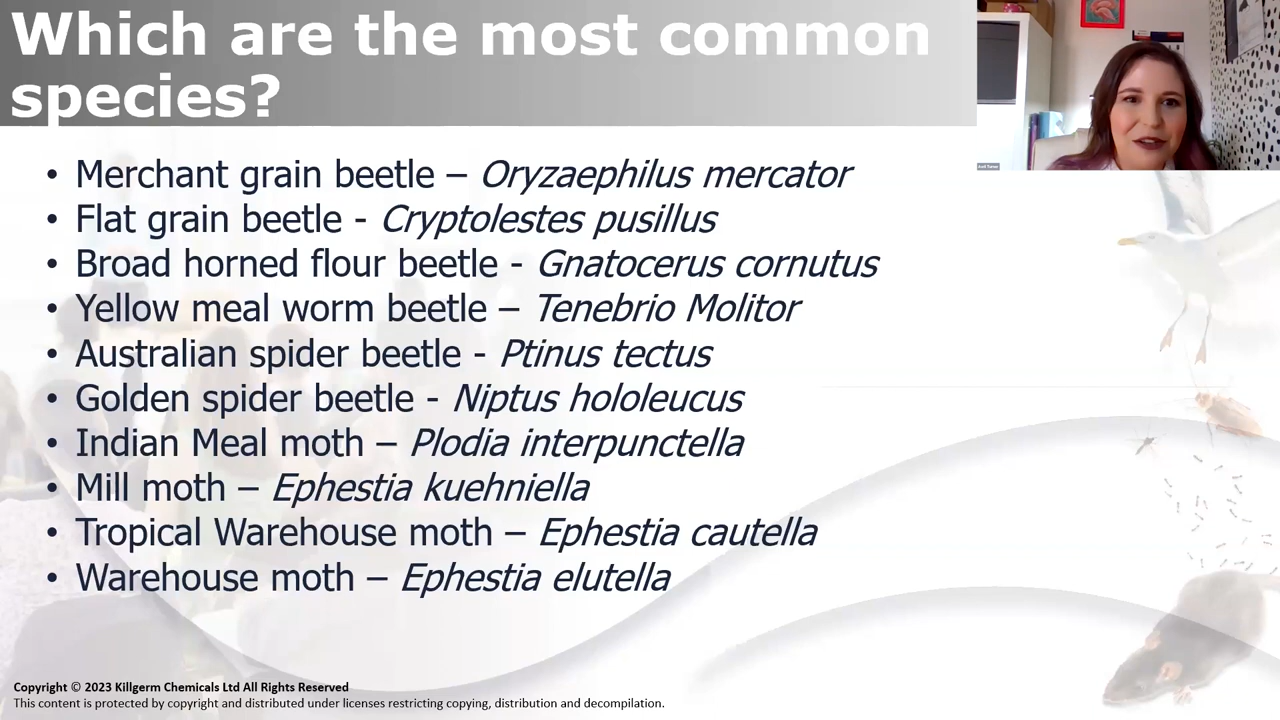 Which are the most common
species?
• Merchant grain beetle – Oryzaephilus mercator
• Flat grain beetle - Cryptolestes pusillus
• Broad horned flour beetle - Gnatocerus cornutus
• Yellow meal worm beetle – Tenebrio Molitor
• Australian spider beetle - Ptinus tectus
• Golden spider beetle - Niptus hololeucus
• Indian Meal moth – Plodia interpunctella
• Mill moth – Ephestia kuehniella
• Tropical Warehouse moth – Ephestia cautella
• Warehouse moth – Ephestia elutella
Copyright © 2023 Killgerm Chemicals Ltd All Rights Reserved
This content is protected by copyright and distributed under licenses restricting copying, distribution and decompilation.